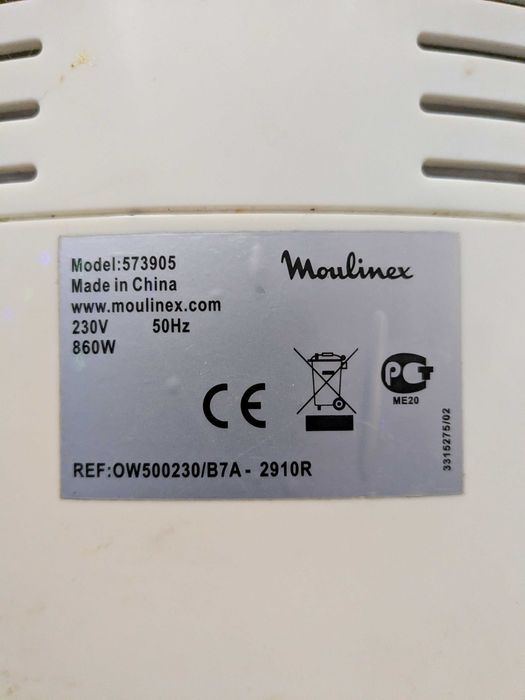 Model:573905
Made in China
www.moulinex.com
230V 50Hz
860W
Moulinex
CE
PCT
ME20
3315275/02
REF:OW500230/B7A - 2910R